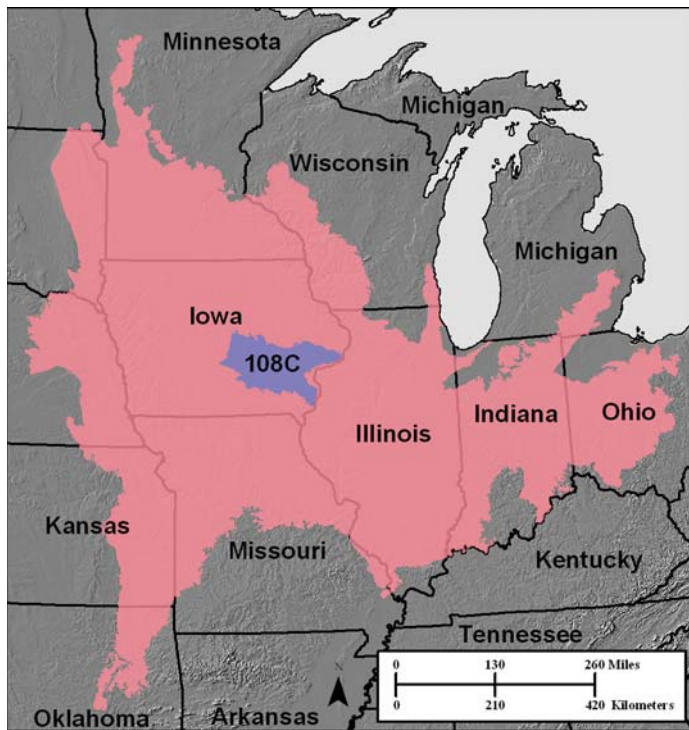 Minnesota
Michigan
Wisconsin
Michigan
Iowa
108C
Illinois
Indiana
Ohio
Kansas
Missouri
Kentucky
Tennessee
N
0 130 260 Miles
0 210 420 Kilometers
Oklahoma
Arkansas